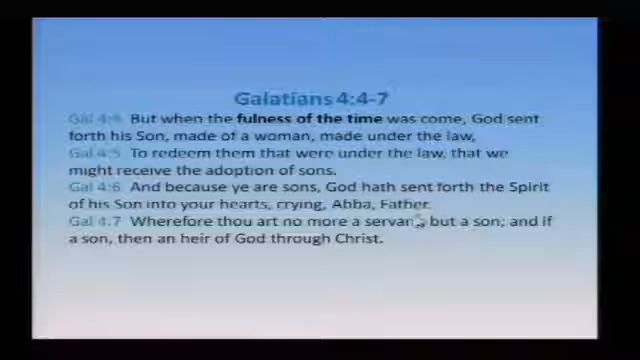 Galatians 4:4-7
Gal 4:4 But when the fulness of the time was come, God sent
forth his Son, made of a woman, made under the law,
Gal 4:5 To redeem them that were under the law, that we
might receive the adoption of sons.
Gal 4:6 And because ye are sons, God hath sent forth the Spirit
of his Son into your hearts, crying, Abba, Father.
Gal 4:7 Wherefore thou art no more a servant, but a son; and if
a son, then an heir of God through Christ.